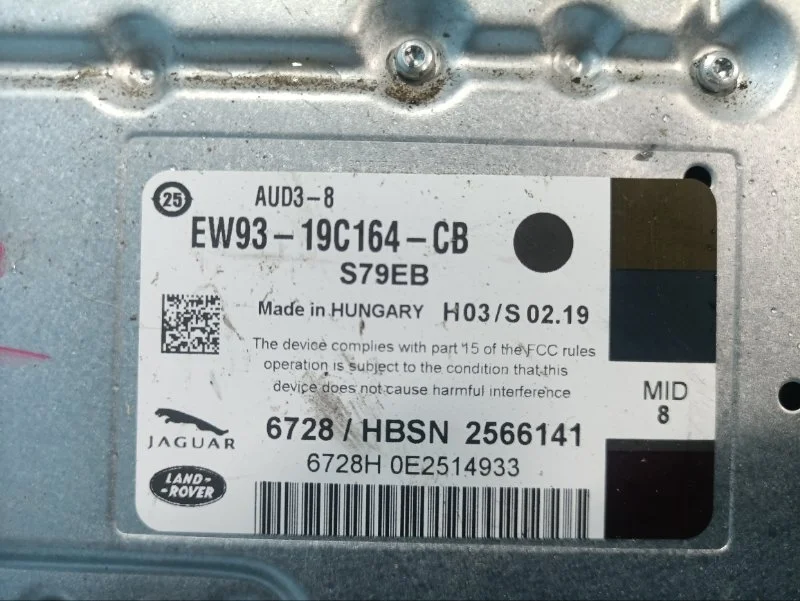 25 AUD3-8
EW93-19C164-CB
S79EB
Made in HUNGARY H03/S 02.19
The device complies with part 15 of the FCC rules
operation is subject to the condition that this
device does not cause harmful interference
MID
8
JAGUAR
6728 / HBSN 2566141
6728H 0E2514933
LAND-
ROVER